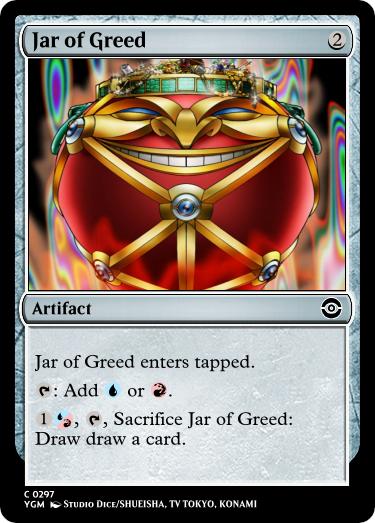 Jar of Greed 2
Artifact
Jar of Greed enters tapped.
: Add or .
1 , , Sacrifice Jar of Greed:
Draw draw a card.
C 0297
YGM Studio Dice/SHUEISHA, TV TOKYO, KONAMI